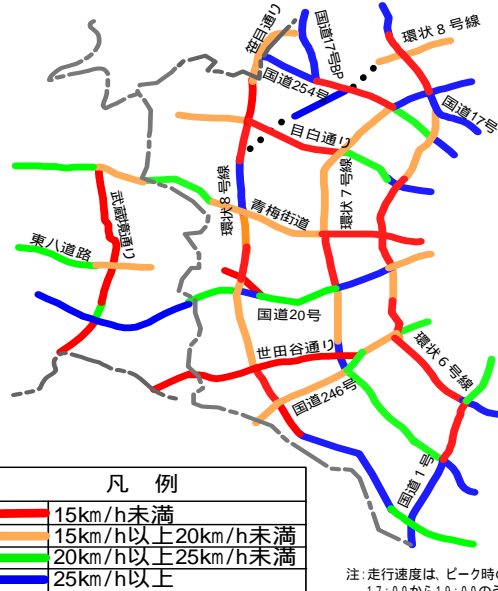 笹目通り
国道17号BP
環状８号線
国道254号
国道17号
目白通り
環状８号線
環状７号線
青梅街道
武蔵境通り
東八道路
国道20号
世田谷通り
環状６号線
国道246号
国道１号
凡 例
15km/h未満
15km/h以上20km/h未満
20km/h以上25km/h未満
25km/h以上
注:走行速度は、ピーク時の